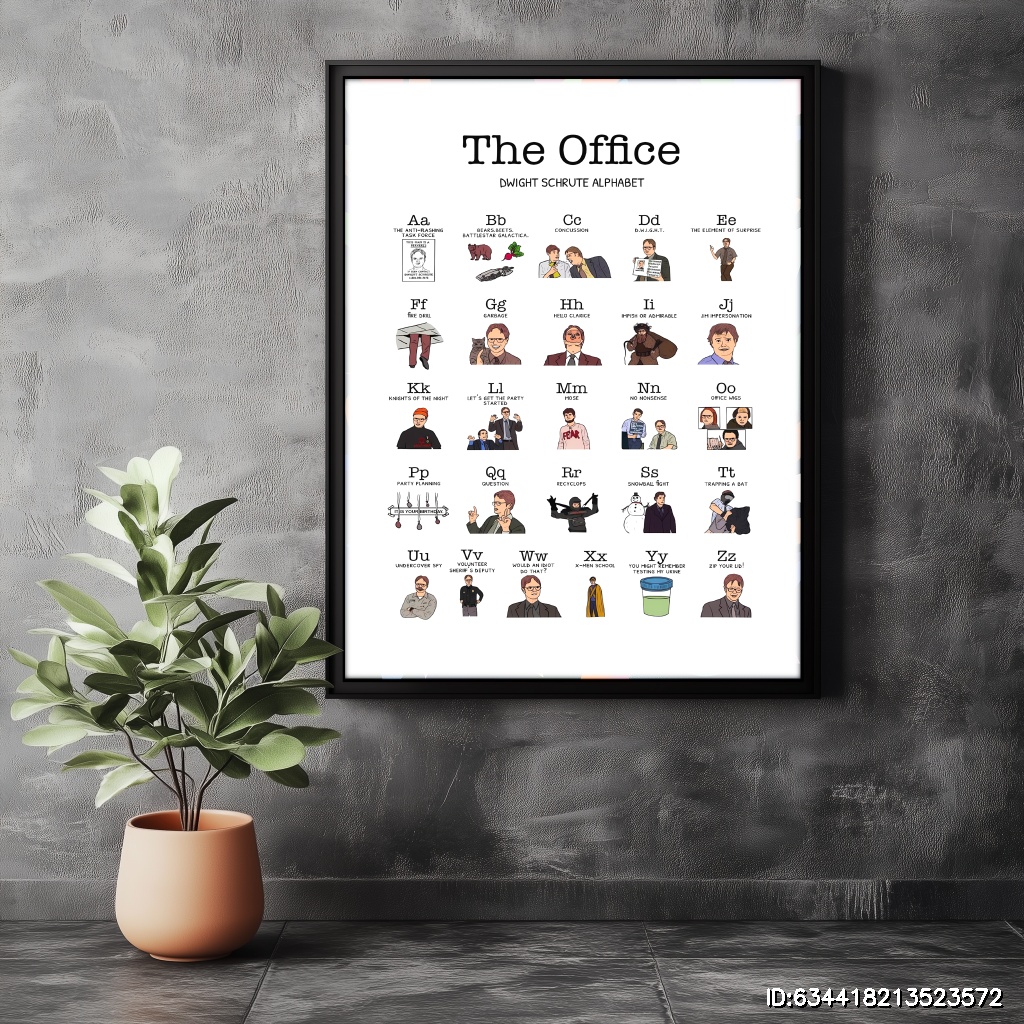 The Office
DWIGHT SCHRUTE ALPHABET
Aa Bb Cc Dd Ee
THE ANTI-FLASHING
TASK FORCE
BEARS.BEETS.
BATTLESTAR GALACTICA.
CONCUSSION
D.W.I.G.H.T.
THE ELEMENT OF SURPRISE
Ff Gg Hh Ii Jj
FIRE DRILL
GARBAGE
HELLO CLARICE
IMPISH OR ADMIRABLE
JIM IMPERSONATION
Kk Ll Mm Nn Oo
KNIGHTS OF THE NIGHT
LET'S GET THE PARTY
STARTED
MOSE
NO NONSENSE
OFFICE WIGS
FEAR
Pp Qq Rr Ss Tt
PARTY PLANNING
QUESTION
RECYCLOPS
SNOWBALL FIGHT
TRAPPING A BAT
IT IS YOUR BIRTHDAY.
Uu Vv Ww Xx Yy Zz
UNDERCOVER SPY
VOLUNTEER
SHERIFF'S DEPUTY
WOULD AN IDIOT
DO THAT?
X-MEN SCHOOL
YOU MIGHT REMEMBER
TESTING MY URINE
ZIP YOUR LID!
ID:634418213523572